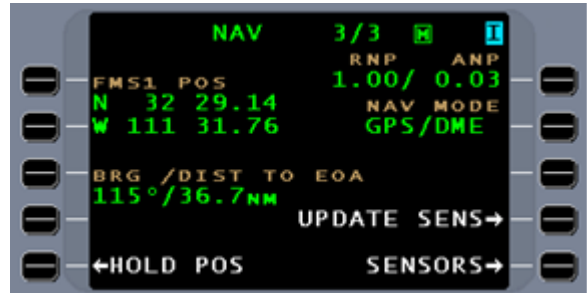 NAV 3/3 M I
RNP ANP
FMS1 POS 1.00/ 0.03
N 32 29.14 NAV MODE
W 111 31.76 GPS/DME
BRG /DIST TO EOA
115°/36.7NM
UPDATE SENS→
←HOLD POS SENSORS→